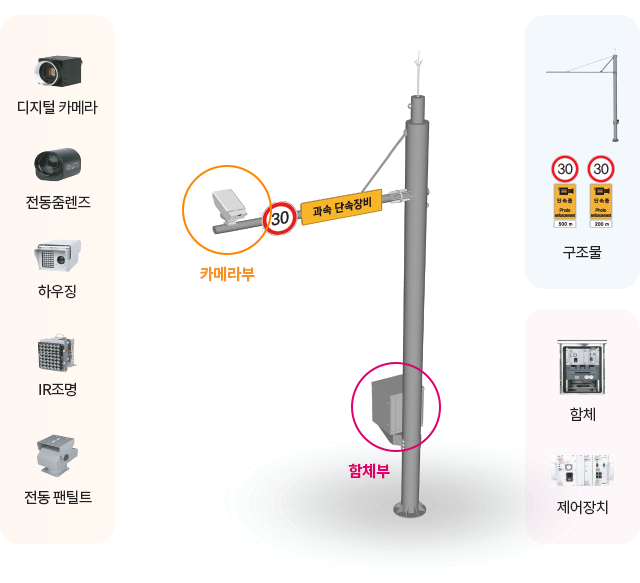 디지털 카메라
전동줌렌즈
하우징
IR조명
전동 팬틸트
30
과속 단속장비
카메라부
함체부
30
30
단속중
단속중
Photo
enforcement
Photo
enforcement
500 m
200 m
구조물
함체
제어장치